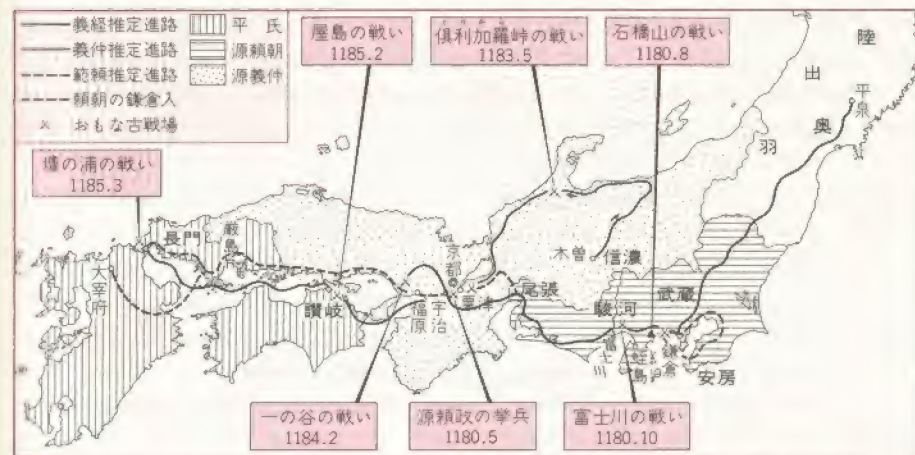 義経推定進路
義仲推定進路
範頼推定進路
頼朝の鎌倉入
おもな古戦場
平氏
源頼朝
源義仲
屋島の戦い
1185.2
倶利加羅峠の戦い
1183.5
石橋山の戦い
1180.8
壇の浦の戦い
1185.3
陸奥
出羽
平泉
長門
厳島
大宰府
讃岐
福原
京都
宇治
粟津
木曽
信濃
尾張
駿河
武蔵
富士川
蛭島
鎌倉
安房
一の谷の戦い
1184.2
源頼政の挙兵
1180.5
富士川の戦い
1180.10